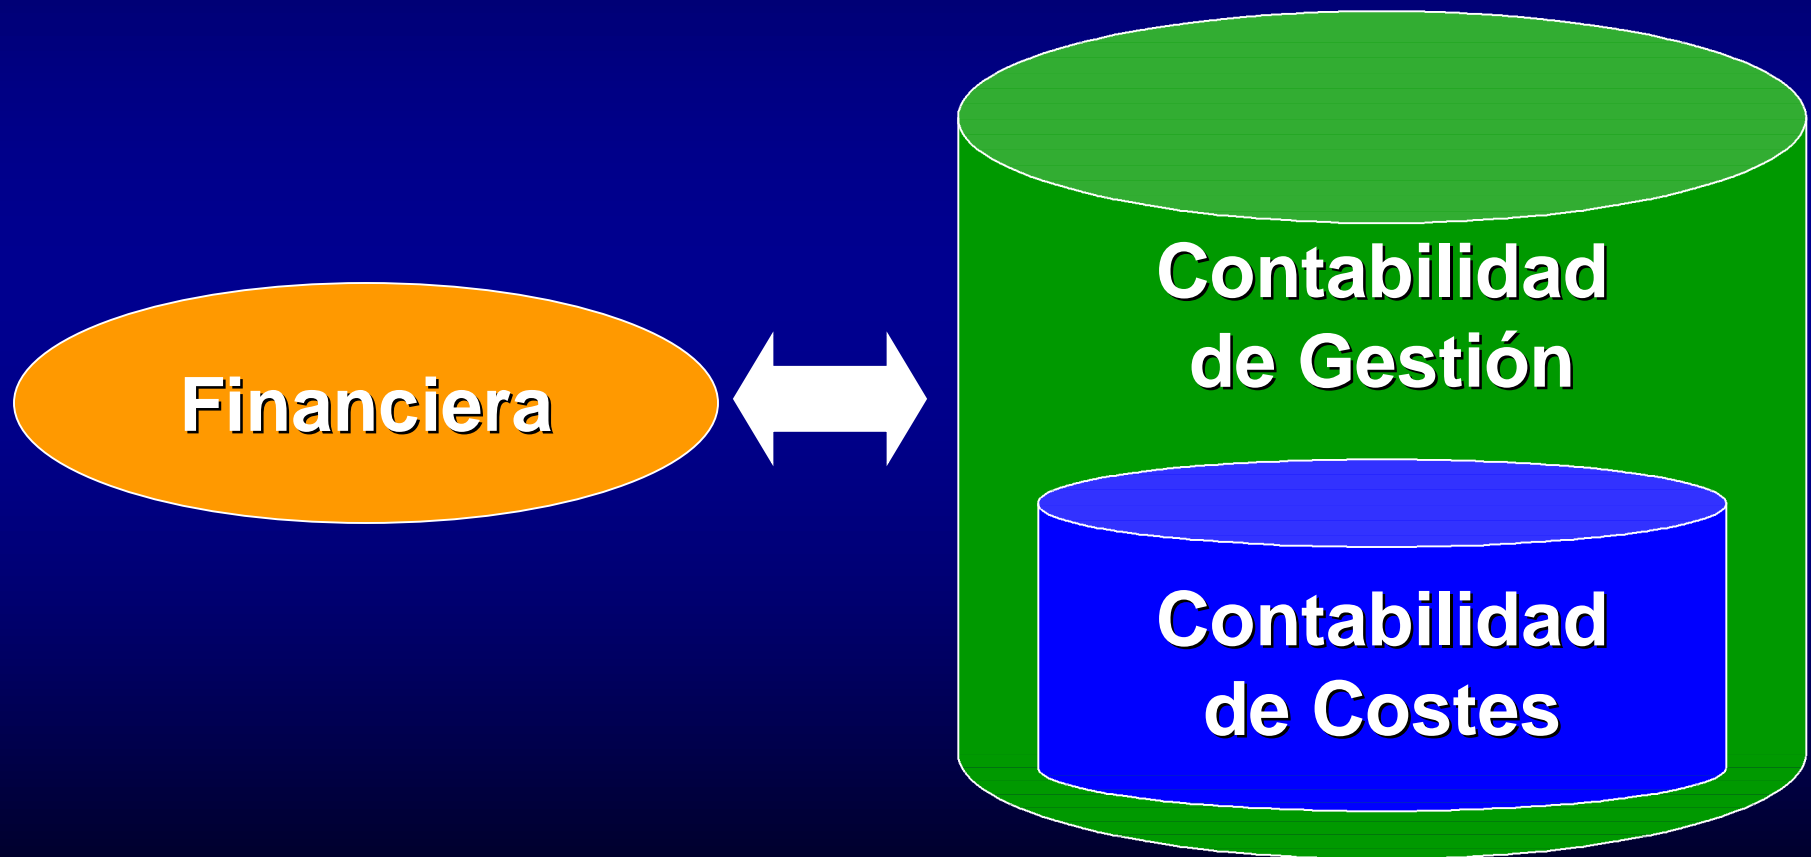 Financiera
Contabilidad
de Gestión
Contabilidad
de Costes